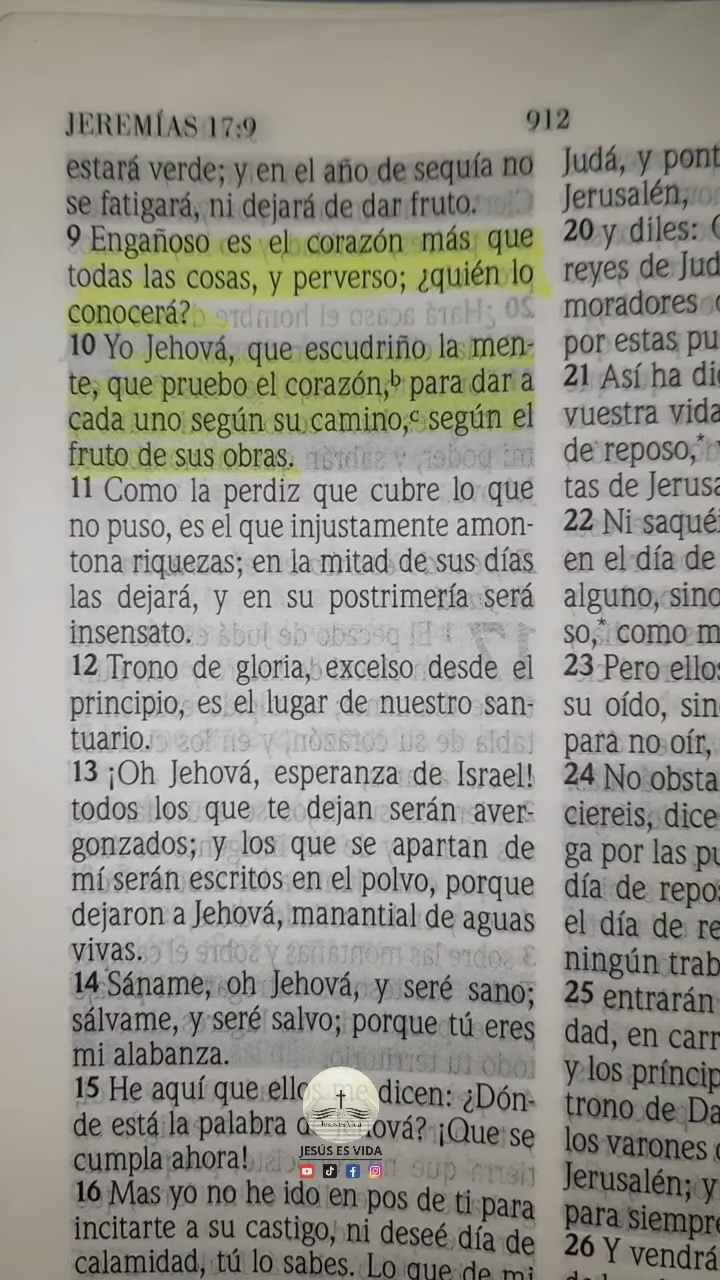 JEREMÍAS 17:9
912
estará verde; y en el año de sequía no
se fatigará, ni dejará de dar fruto.
9 Engañoso es el corazón más que
todas las cosas, y perverso; ¿quién lo
conocerá?
10 Yo Jehová, que escudriño la men-
te, que pruebo el corazón,b para dar a
cada uno según su camino,c según el
fruto de sus obras.
11 Como la perdiz que cubre lo que
no puso, es el que injustamente amon-
tona riquezas; en la mitad de sus días
las dejará, y en su postrimería será
insensato.
12 Trono de gloria, excelso desde el
principio, es el lugar de nuestro san-
tuario.
13 ¡Oh Jehová, esperanza de Israel!
todos los que te dejan serán aver-
gonzados; y los que se apartan de
mí serán escritos en el polvo, porque
dejaron a Jehová, manantial de aguas
vivas.
14 Sáname, oh Jehová, y seré sano;
sálvame, y seré salvo; porque tú eres
mi alabanza.
15 He aquí que ellos me dicen: ¿Dón-
de está la palabra d hová? ¡Que se
cumpla ahora!
16 Mas yo no he ido en pos de ti para
incitarte a su castigo, ni deseé día de
calamidad, tú lo sabes. Lo que de mi
Judá, y pont
Jerusalén,
20 y diles:
reyes de Jud
moradores
por estas pu
21 Así ha di
vuestra vida
de reposo,*
tas de Jerusa
22 Ni saqué
en el día de
alguno, sino
so,* como m
23 Pero ellos
su oído, sin
para no oír,
24 No obsta
ciereis, dice
ga por las pu
día de repo
el día de re
ningún trab
25 entrarán
dad, en carr
y los príncip
trono de Da
los varones
Jerusalén; y
para siempre
26 Y vendrá
Jesús es Vida
JESÚS ES VIDA